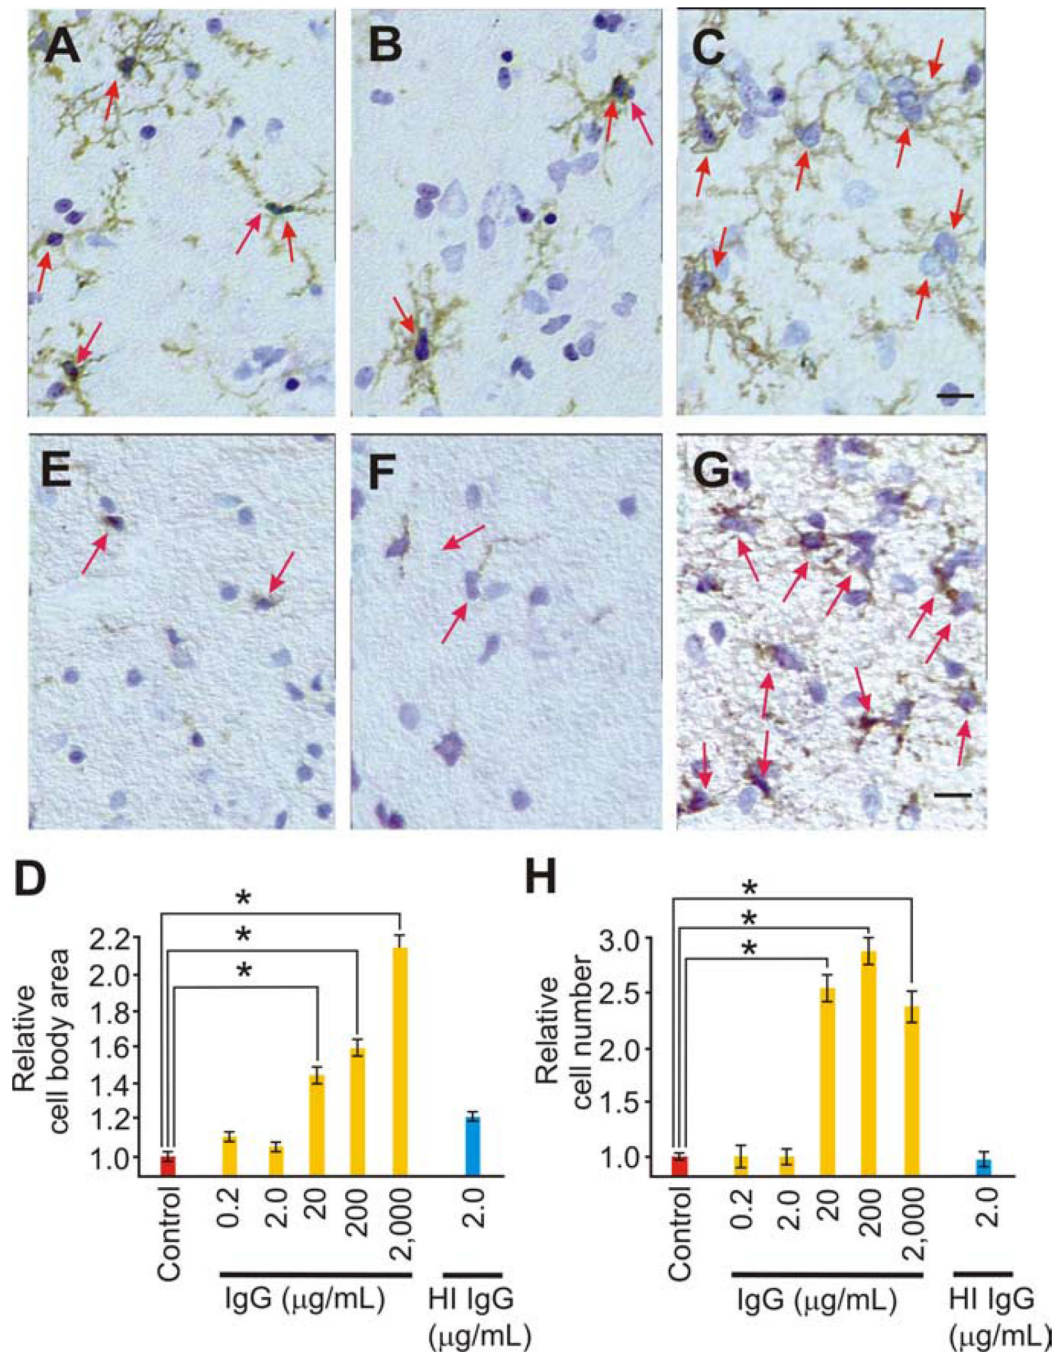 A
B
C
E
F
G
D
Relative
cell body area
2.2
2.0
1.8
1.6
1.4
1.2
1.0
*
*
*
Control
0.2
2.0
20
200
2,000
2.0
IgG (μg/mL)
HI IgG
(μg/mL)
H
Relative
cell number
3.0
2.5
2.0
1.5
1.0
*
*
*
Control
0.2
2.0
20
200
2,000
2.0
IgG (μg/mL)
HI IgG
(μg/mL)